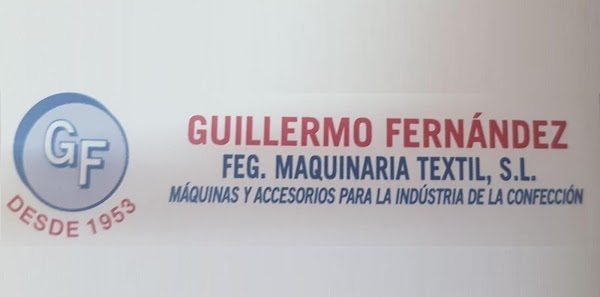 GF
DESDE 1953
GUILLERMO FERNÁNDEZ
FEG. MAQUINARIA TEXTIL, S.L.
MÁQUINAS Y ACCESORIOS PARA LA INDÚSTRIA DE LA CONFECCIÓN